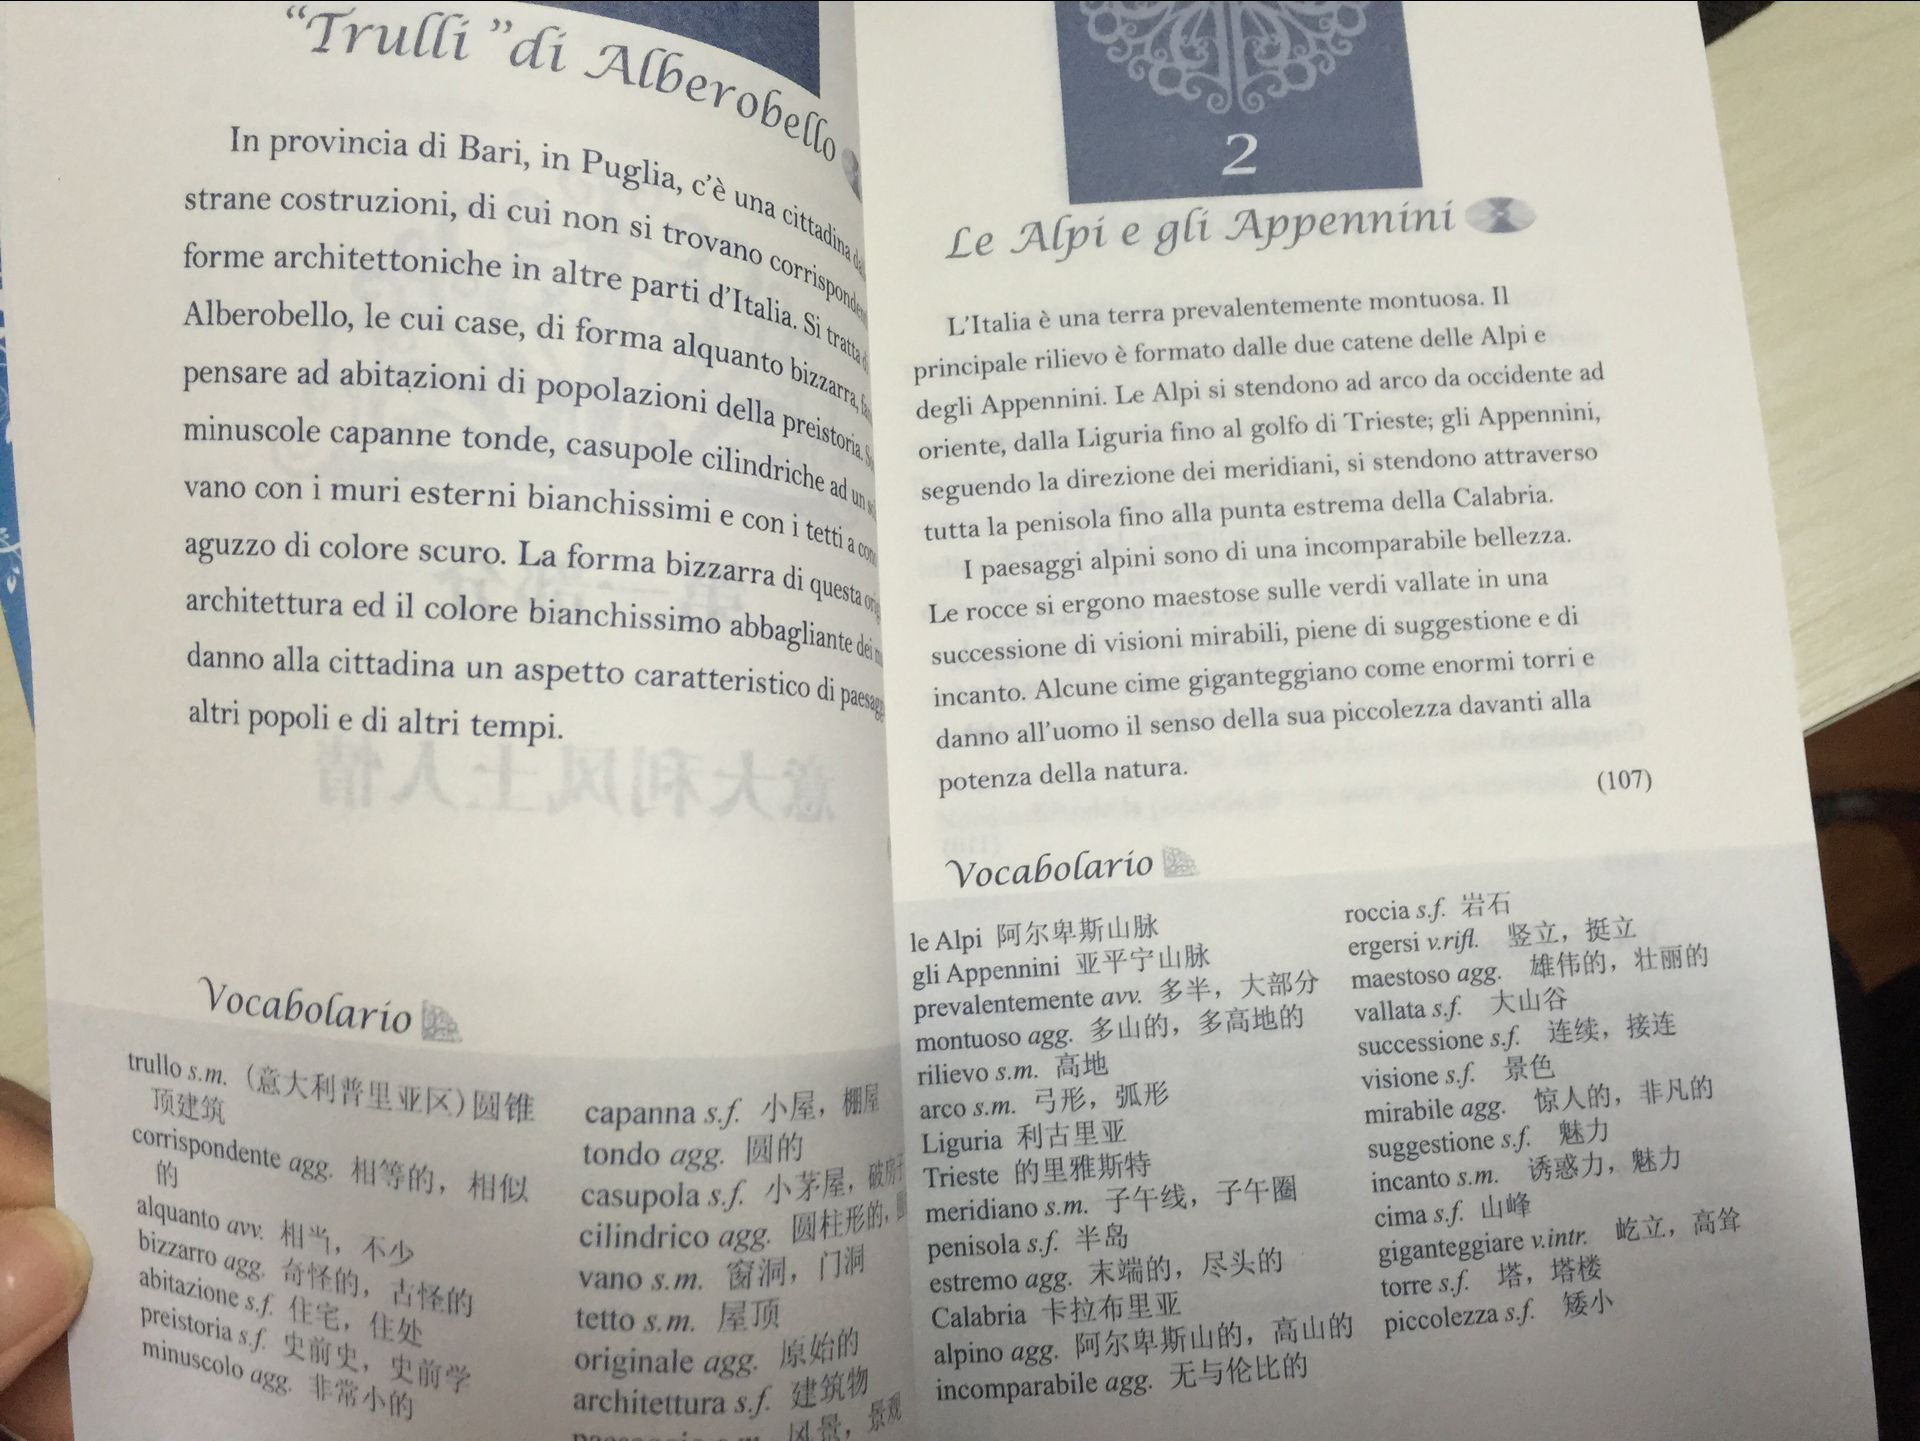 “Trulli” di Alberobello
In provincia di Bari, in Puglia, c’è una cittadina
strane costruzioni, di cui non si trovano
forme architettoniche in altre parti d’Italia. Si tratta
Alberobello, le cui case, di forma alquanto bizzarra,
pensare ad abitazioni di popolazioni della preistoria.
minuscole capanne tonde, casupole cilindriche ad un
vano con i muri esterni bianchissimi e con i tetti a
aguzzo di colore scuro. La forma bizzarra di questa
architettura ed il colore bianchissimo abbagliante dei
danno alla cittadina un aspetto caratteristico di
altri popoli e di altri tempi.
Vocabolario
trullo s.m. （意大利普里亚区）圆锥
顶建筑
corrispondente agg. 相等的，相似
的
alquanto avv. 相当，不少
bizzarro agg. 奇怪的，古怪的
abitazione s.f. 住宅，住处
preistoria s.f. 史前史，史前学
minuscolo agg. 非常小的
capanna s.f. 小屋，棚屋
tondo agg. 圆的
casupola s.f. 小茅屋，
cilindrico agg. 圆柱形的，
vano s.m. 窗洞，门洞
tetto s.m. 屋顶
originale agg. 原始的
architettura s.f. 建筑物
风景，景观
2
Le Alpi e gli Appennini
L’Italia è una terra prevalentemente montuosa. Il
principale rilievo è formato dalle due catene delle Alpi e
degli Appennini. Le Alpi si stendono ad arco da occidente ad
oriente, dalla Liguria fino al golfo di Trieste; gli Appennini,
seguendo la direzione dei meridiani, si stendono attraverso
tutta la penisola fino alla punta estrema della Calabria.
I paesaggi alpini sono di una incomparabile bellezza.
Le rocce si ergono maestose sulle verdi vallate in una
successione di visioni mirabili, piene di suggestione e di
incanto. Alcune cime giganteggiano come enormi torri e
danno all’uomo il senso della sua piccolezza davanti alla
potenza della natura.
(107)
Vocabolario
le Alpi 阿尔卑斯山脉
gli Appennini 亚平宁山脉
prevalentemente avv. 多半，大部分
montuoso agg. 多山的，多高地的
rilievo s.m. 高地
arco s.m. 弓形，弧形
Liguria 利古里亚
Trieste 的里雅斯特
meridiano s.m. 子午线，子午圈
penisola s.f. 半岛
estremo agg. 末端的，尽头的
Calabria 卡拉布里亚
alpino agg. 阿尔卑斯山的，高山的
incomparabile agg. 无与伦比的
roccia s.f. 岩石
ergersi v.rifl. 竖立，挺立
maestoso agg. 雄伟的，壮丽的
vallata s.f. 大山谷
successione s.f. 连续，接连
visione s.f. 景色
mirabile agg. 惊人的，非凡的
suggestione s.f. 魅力
incanto s.m. 诱惑力，魅力
cima s.f. 山峰
giganteggiare v.intr. 屹立，高耸
torre s.f. 塔，塔楼
piccolezza s.f. 矮小